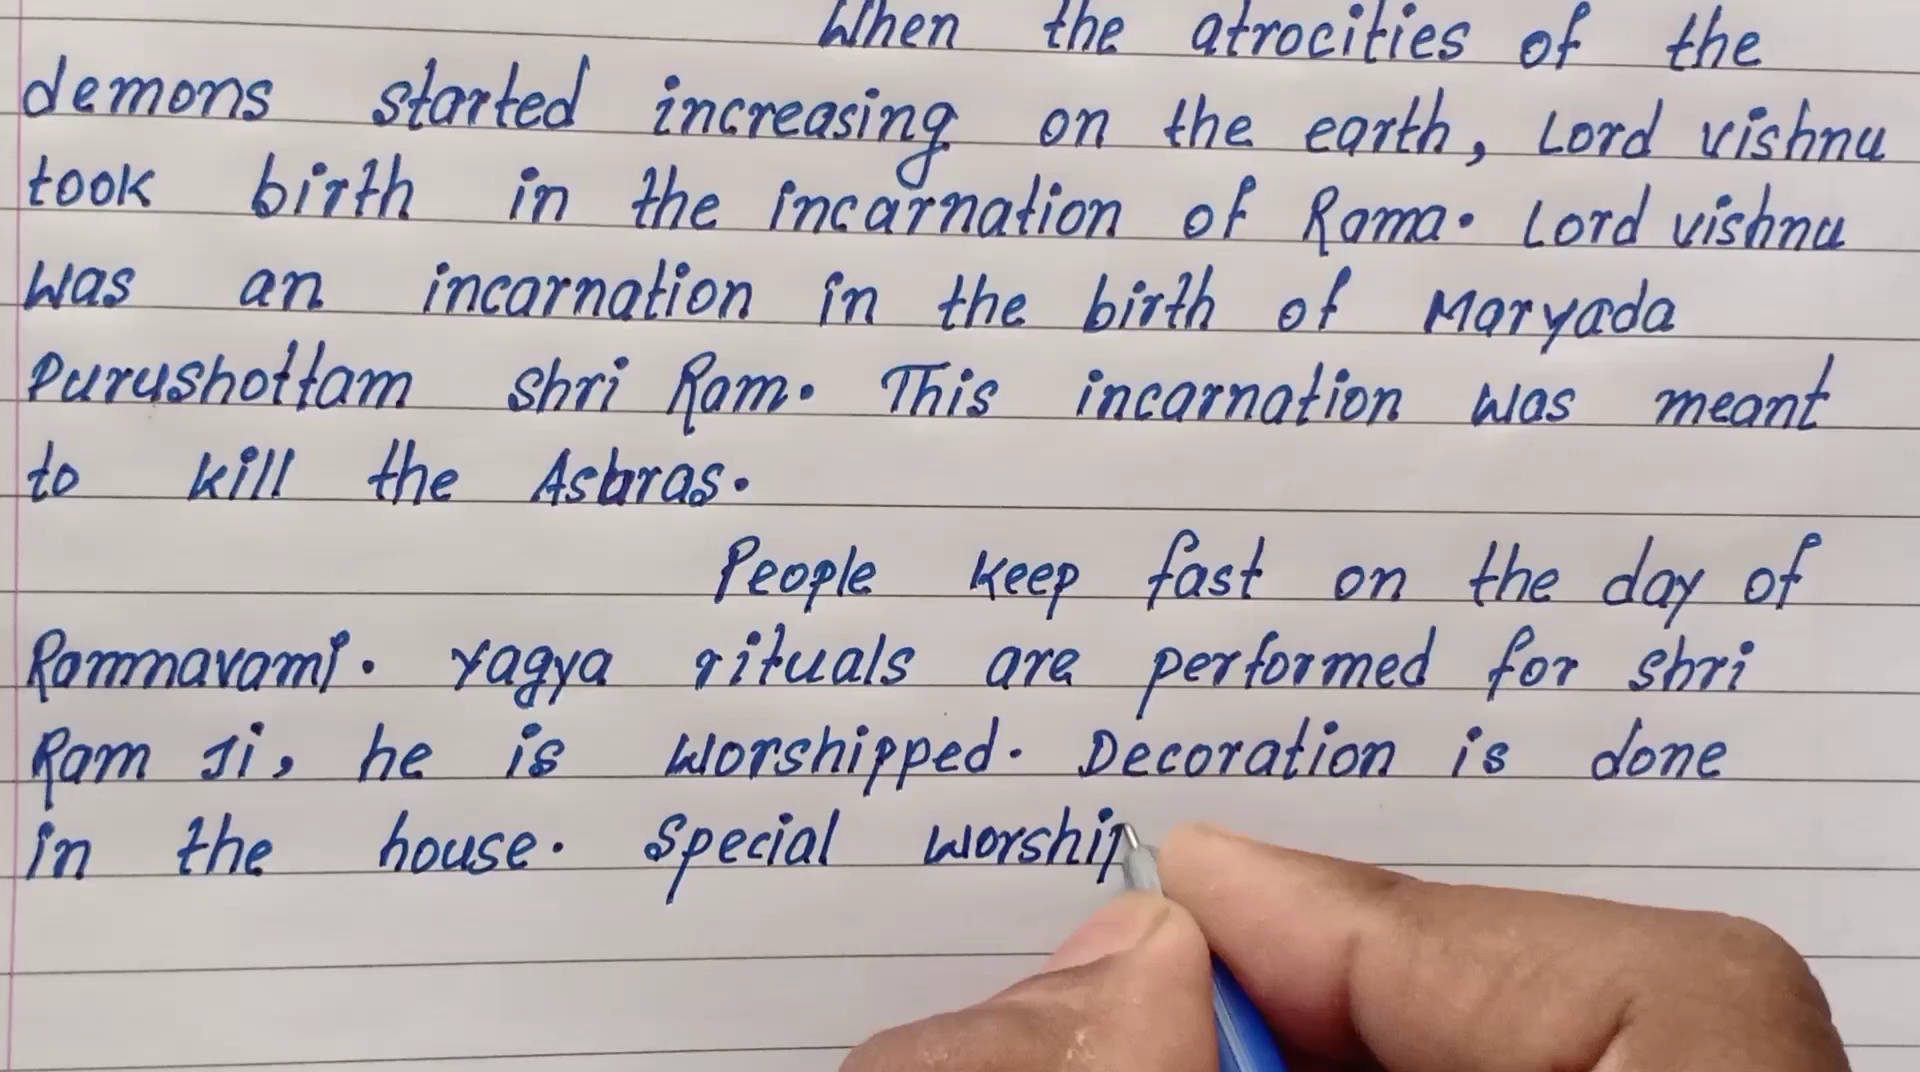 When the atrocities of the
demons started increasing on the earth, Lord vishnu
took birth in the incarnation of Rama. Lord vishnu
was an incarnation in the birth of Maryada
Purushottam shri Ram. This incarnation was meant
to kill the Asuras.
People keep fast on the day of
Ramnavami. Yagya rituals are performed for shri
Ram Ji, he is worshipped. Decoration is done
in the house. Special worship